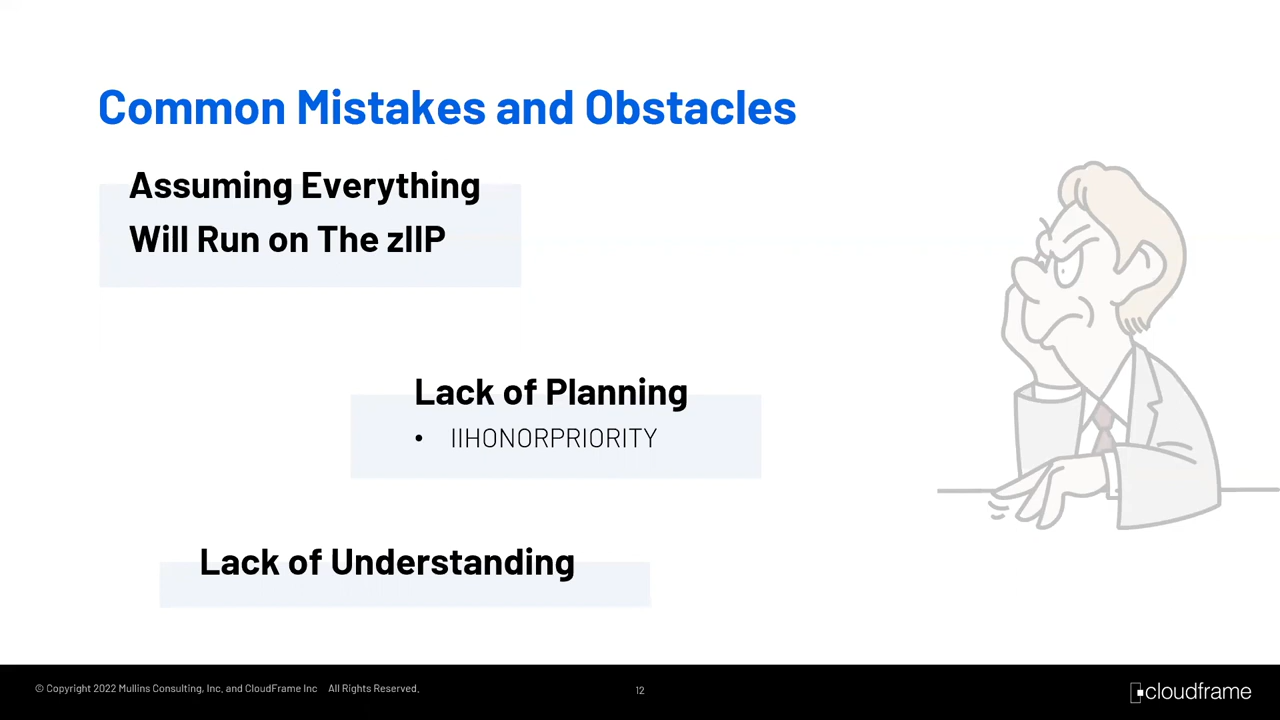 Common Mistakes and Obstacles
Assuming Everything
Will Run on The zIIP
Lack of Planning
• IIHONORPRIORITY
Lack of Understanding
© Copyright 2022 Mullins Consulting, Inc. and CloudFrame Inc All Rights Reserved.
12
cloudframe